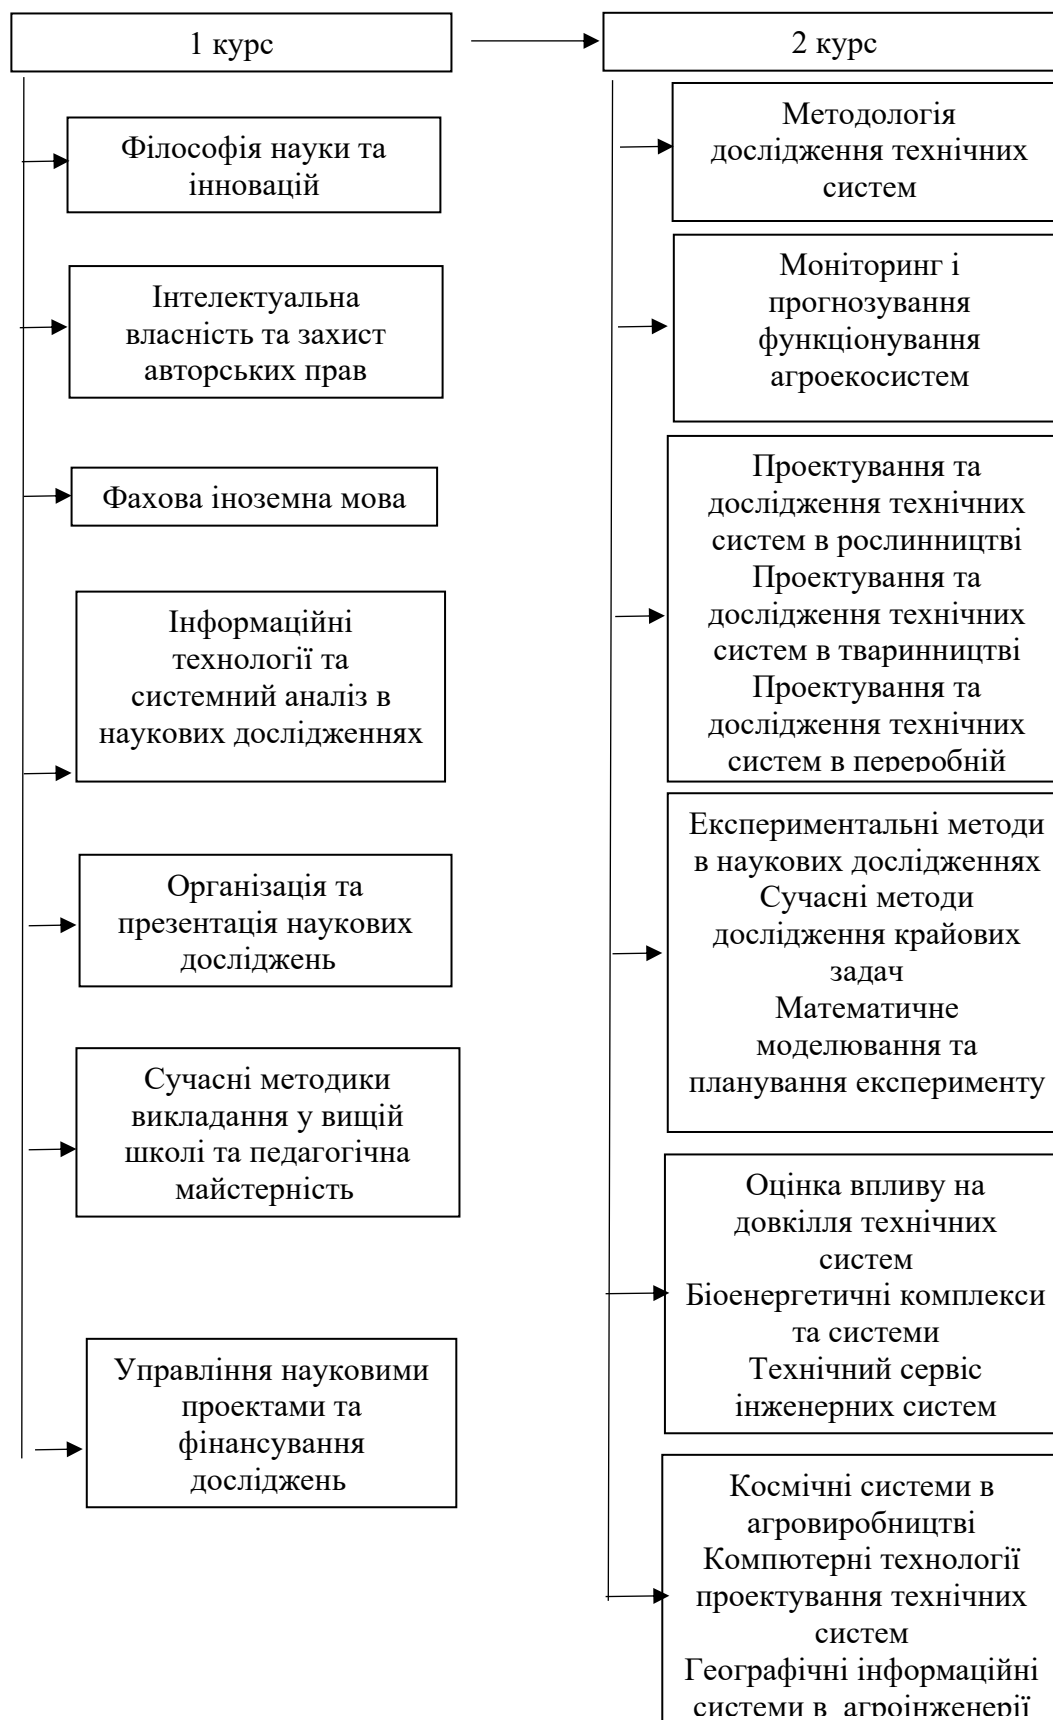 1 курс
Філософія науки та
інновацій
Інтелектуальна
власність та захист
авторських прав
Фахова іноземна мова
Інформаційні
технології та
системний аналіз в
наукових дослідженнях
Організація та
презентація наукових
досліджень
Сучасні методики
викладання у вищій
школі та педагогічна
майстерність
Управління науковими
проектами та
фінансування
досліджень
2 курс
Методологія
дослідження технічних
систем
Моніторинг і
прогнозування
функціонування
агроекосистем
Проектування та
дослідження технічних
систем в рослинництві
Проектування та
дослідження технічних
систем в тваринництві
Проектування та
дослідження технічних
систем в переробній
Експериментальні методи
в наукових дослідженнях
Сучасні методи
дослідження крайових
задач
Математичне
моделювання та
планування експерименту
Оцінка впливу на
довкілля технічних
систем
Біоенергетичні комплекси
та системи
Технічний сервіс
інженерних систем
Космічні системи в
агровиробництві
Компютерні технології
проектування технічних
систем
Географічні інформаційні
системи в агроінженерії